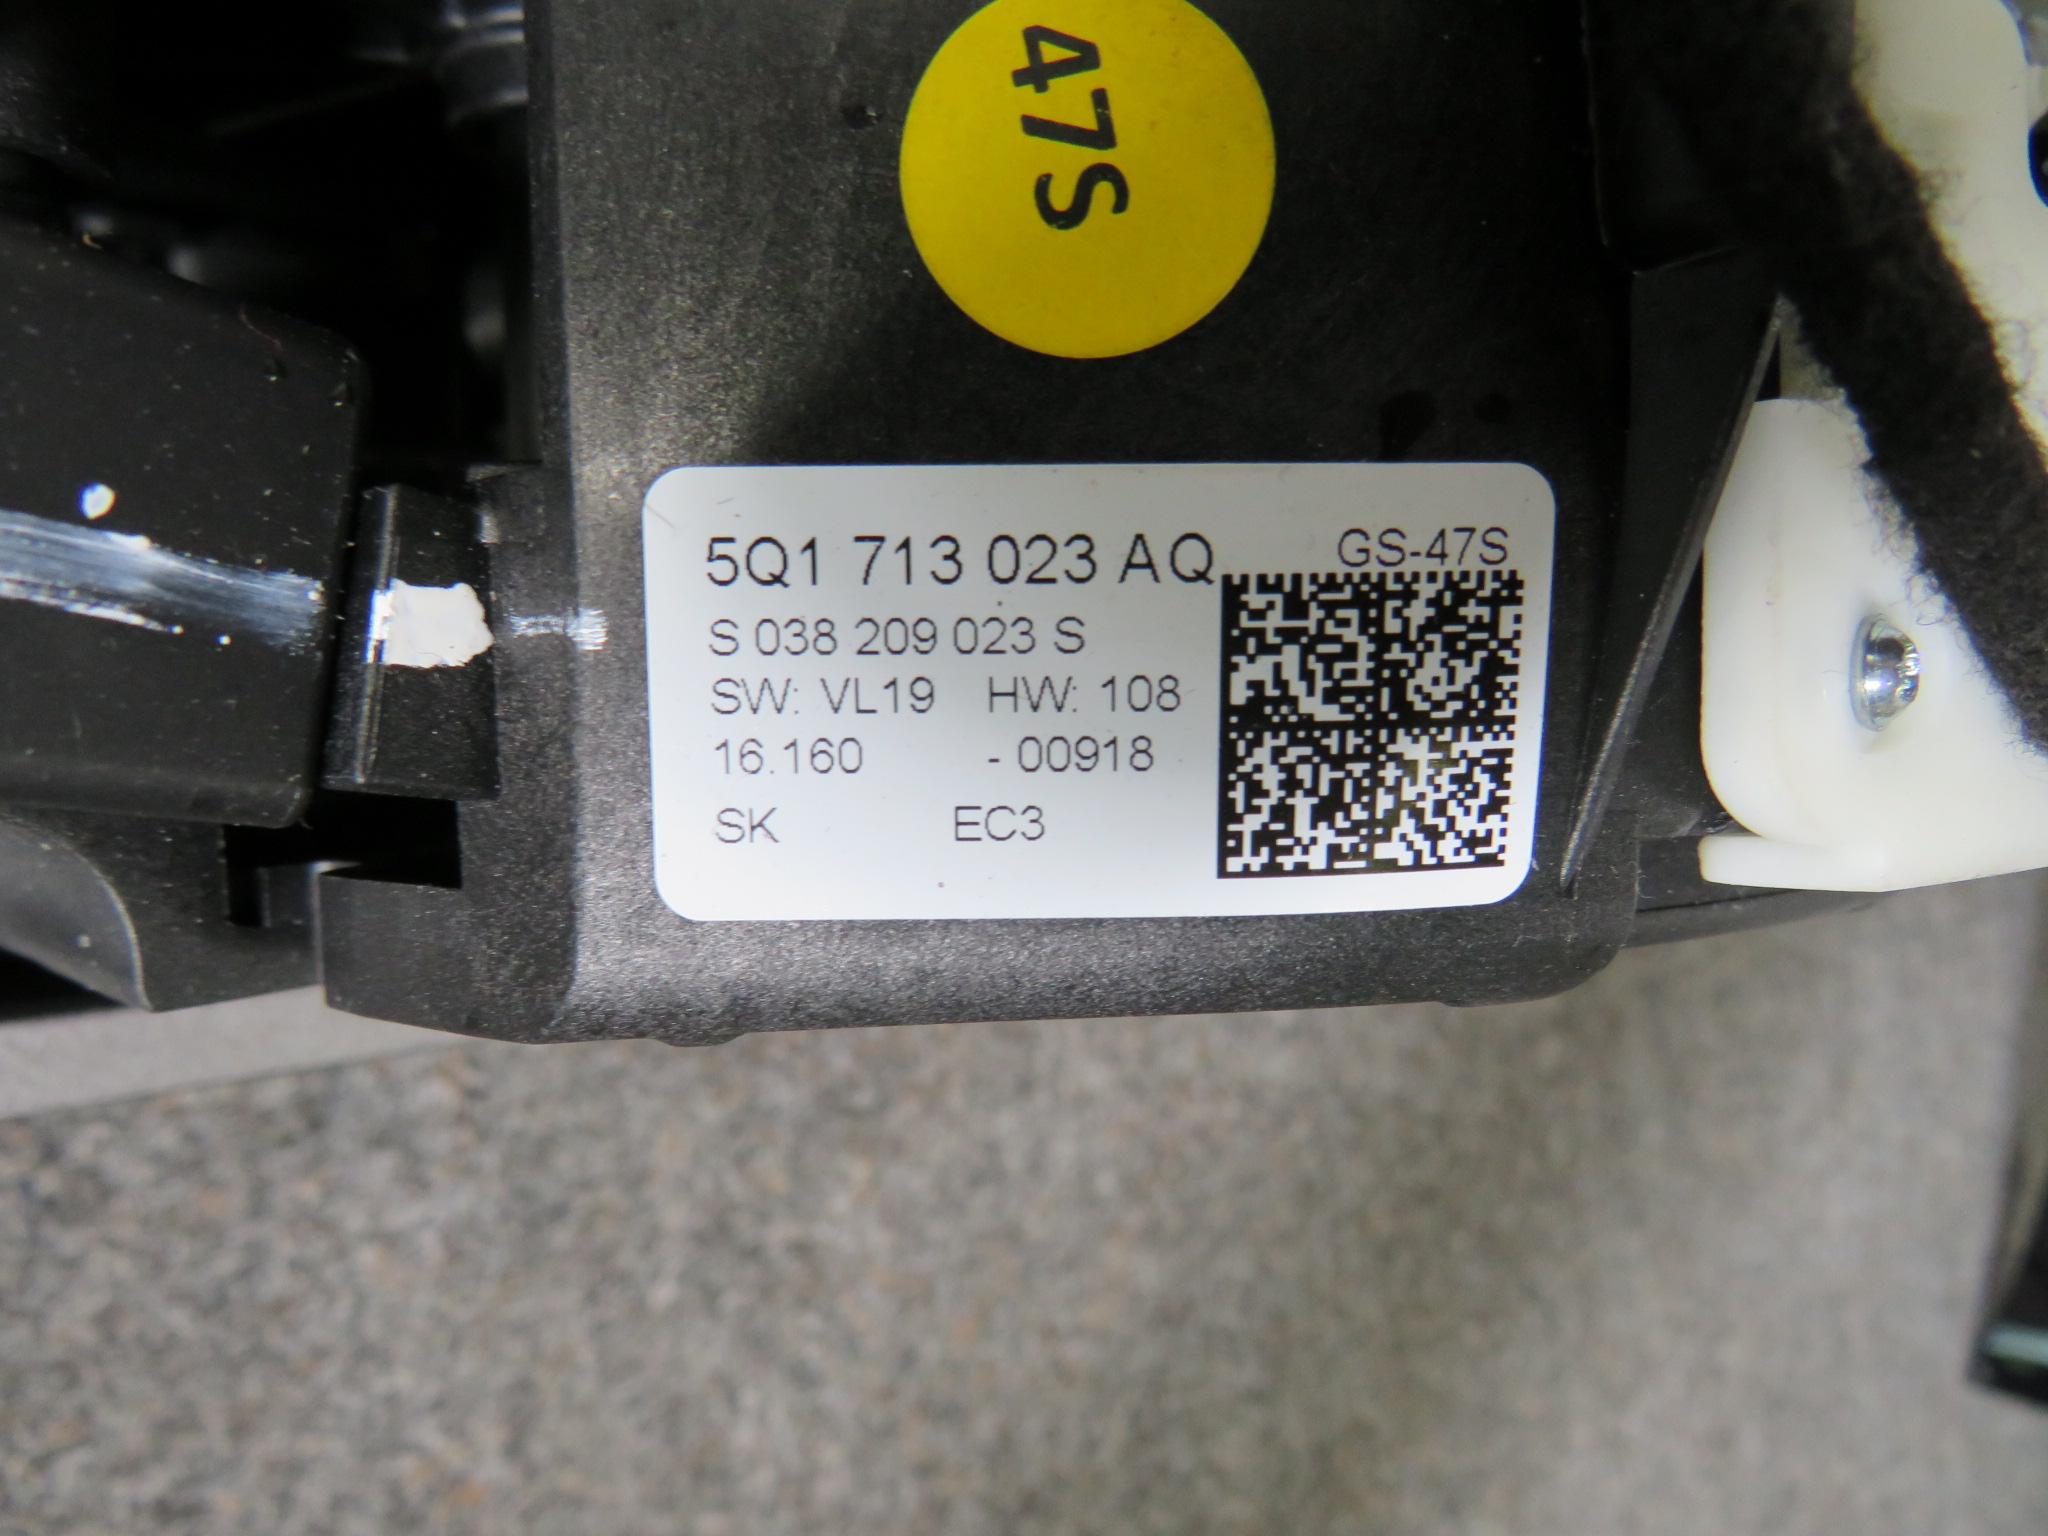 47S
5Q1 713 023 AQ GS-47S
S 038 209 023 S
SW: VL19 HW: 108
16.160 - 00918
SK EC3